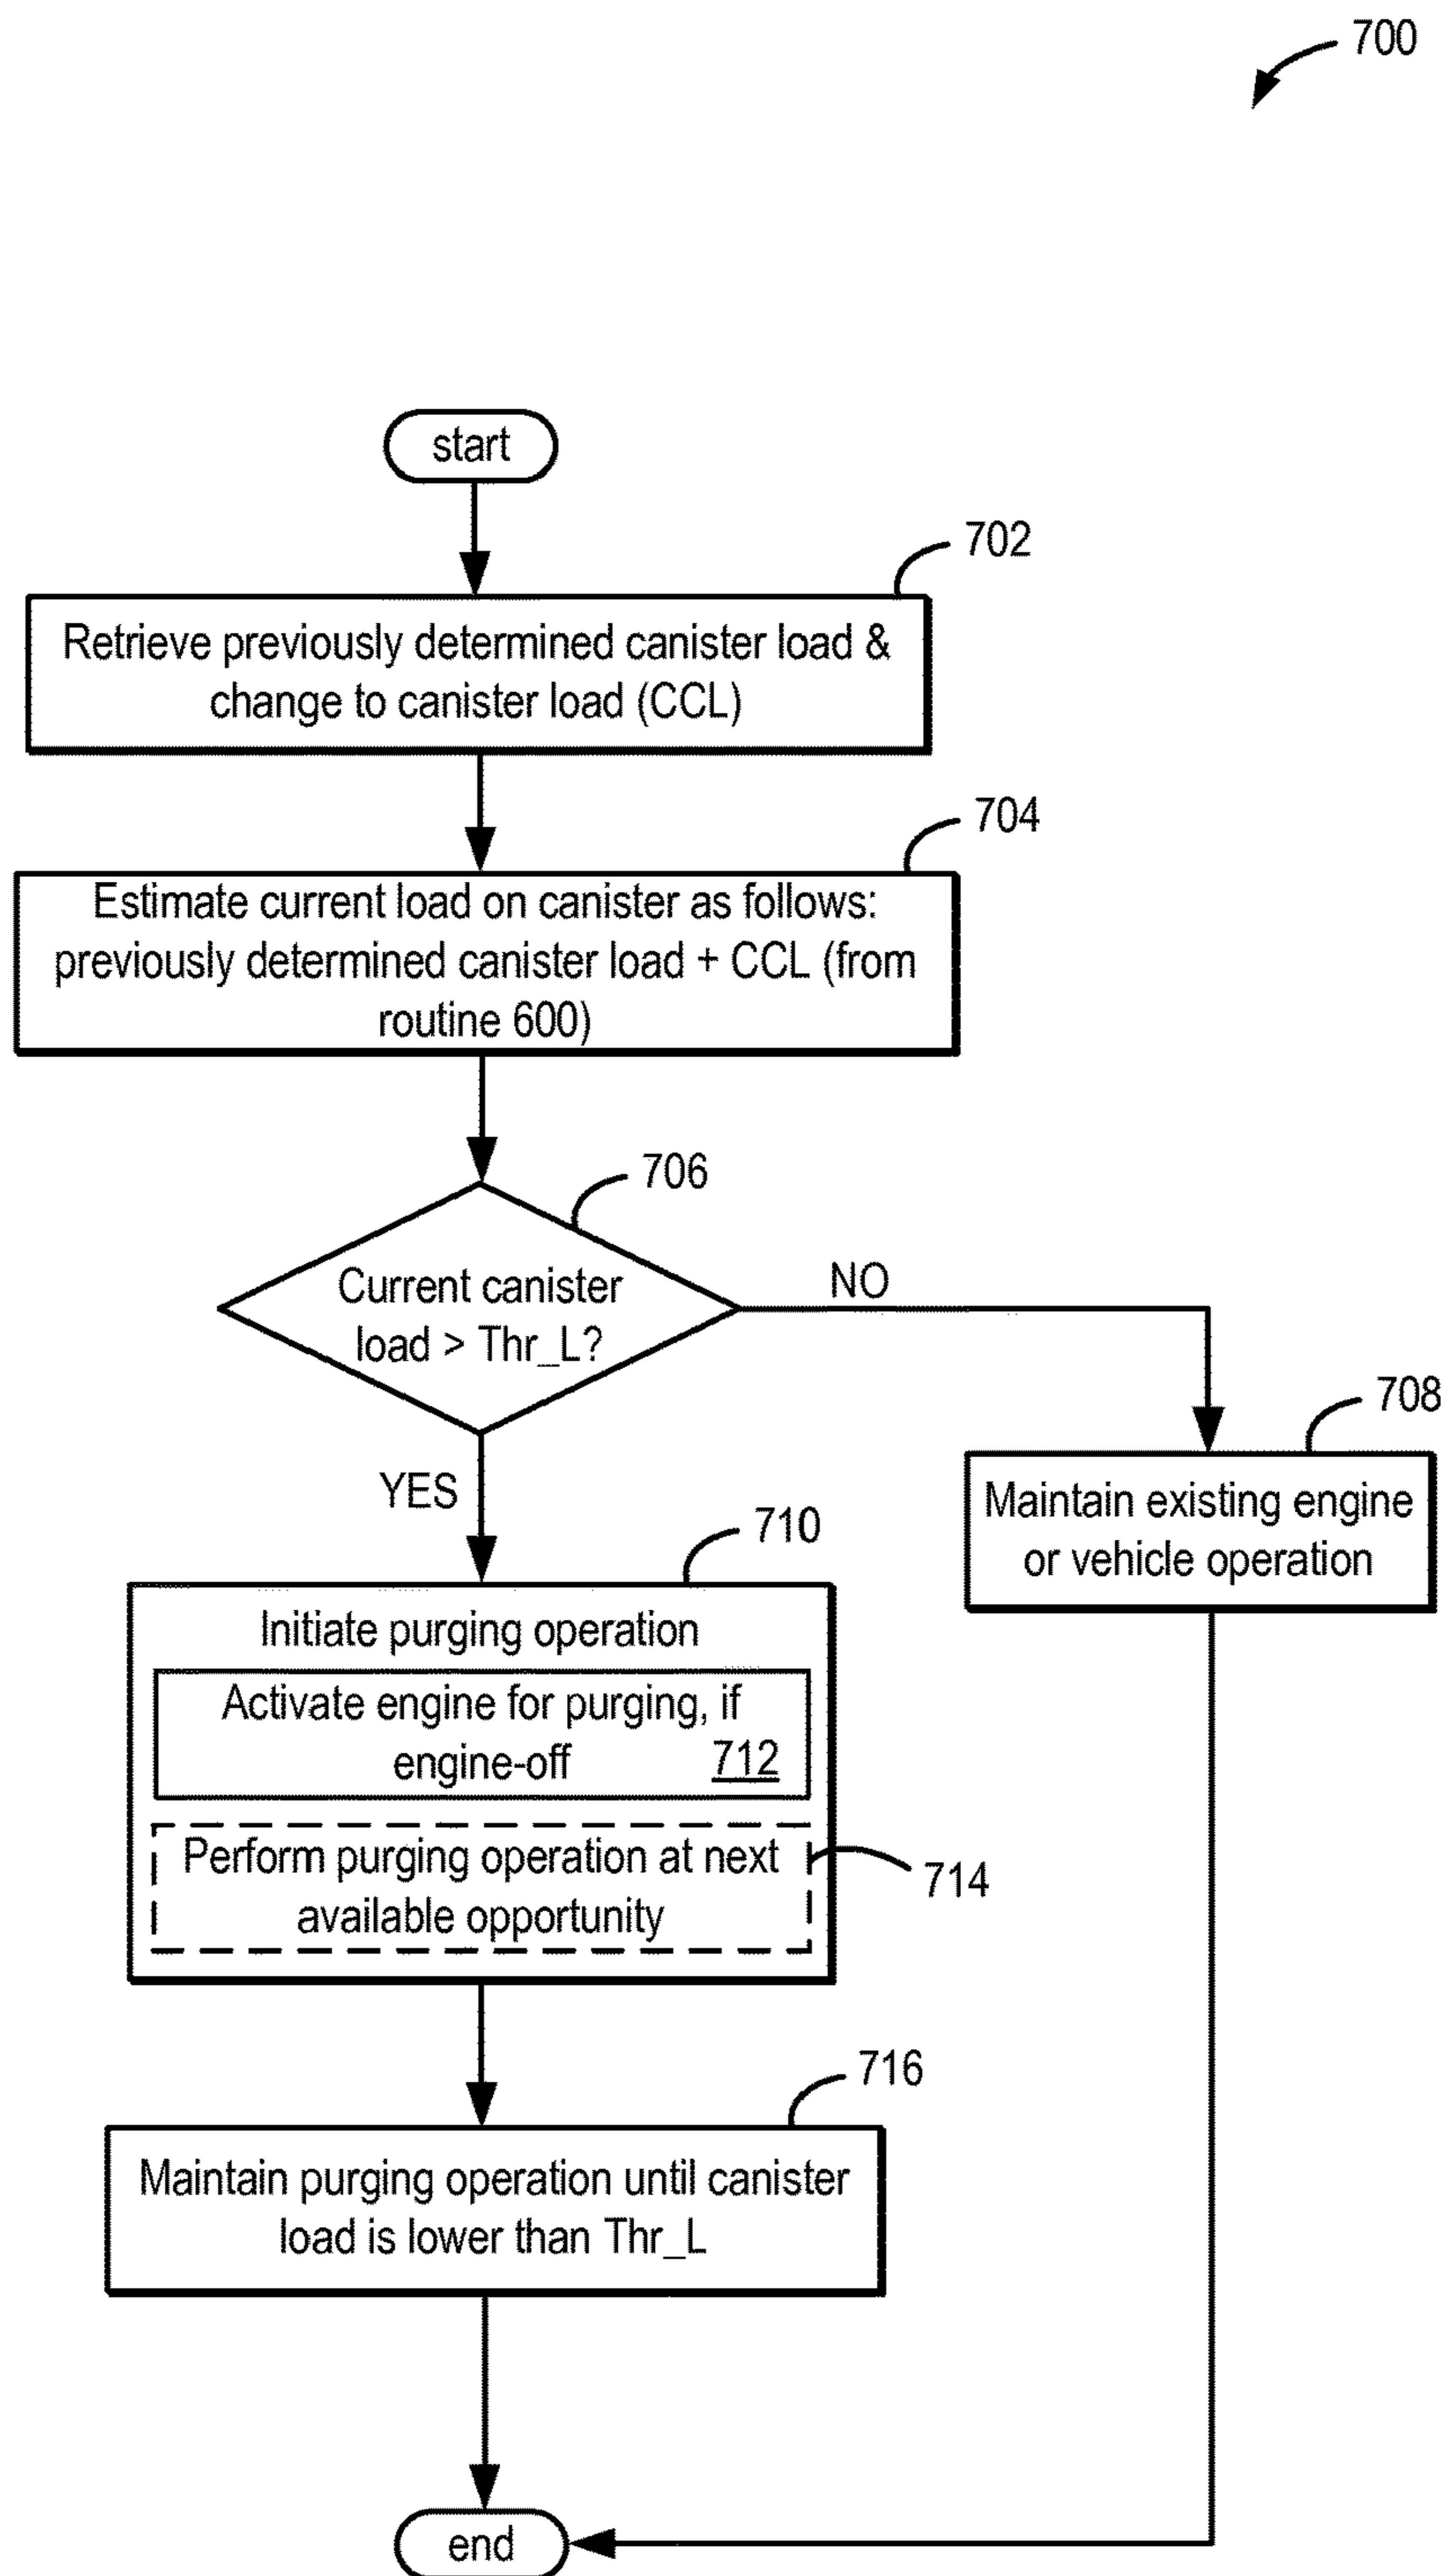 700
start
702
Retrieve previously determined canister load &
change to canister load (CCL)
704
Estimate current load on canister as follows:
previously determined canister load + CCL (from
routine 600)
706
Current canister
load > Thr_L?
NO
YES
708
Maintain existing engine
or vehicle operation
710
Initiate purging operation
Activate engine for purging, if
engine-off 712
Perform purging operation at next
available opportunity
714
716
Maintain purging operation until canister
load is lower than Thr_L
end